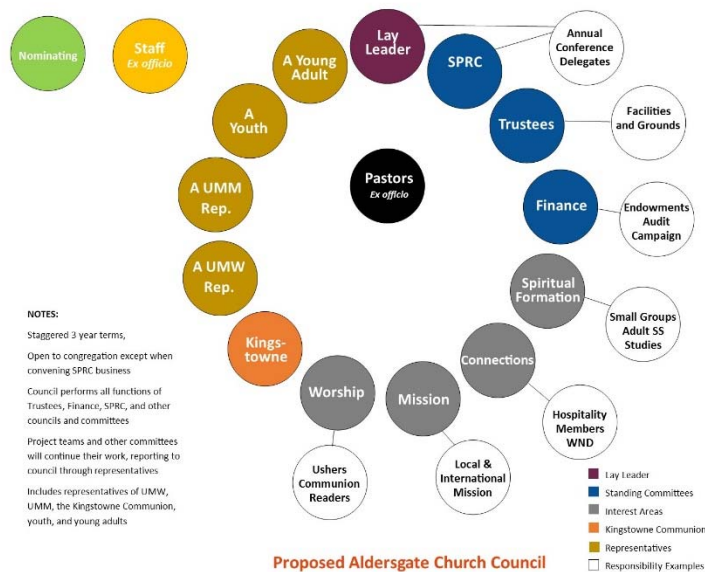 Nominating
Staff
Ex officio
A Young
Adult
Lay
Leader
SPRC
Annual
Conference
Delegates
A
Youth
Trustees
Facilities
and Grounds
A UMM
Rep.
Pastors
Ex officio
Finance
Endowments
Audit
Campaign
A UMW
Rep.
Spiritual
Formation
Small Groups
Adult SS
Studies
Kings-
towne
Worship
Mission
Connections
Hospitality
Members
WND
Ushers
Communion
Readers
Local &
International
Mission
NOTES:
Staggered 3 year terms,
Open to congregation except when
convening SPRC business
Council performs all functions of
Trustees, Finance, SPRC, and other
councils and committees
Project teams and other committees
will continue their work, reporting to
council through representatives
Includes representatives of UMW,
UMM, the Kingstowne Communion,
youth, and young adults
Lay Leader
Standing Committees
Interest Areas
Kingstowne Communion
Representatives
Responsibility Examples
Proposed Aldersgate Church Council